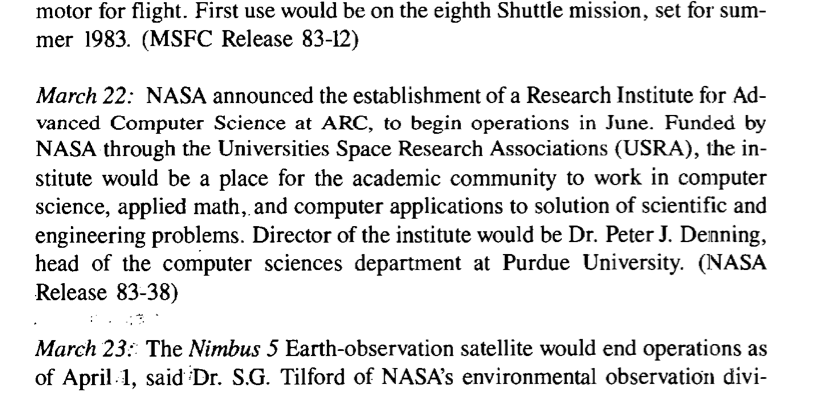 motor for flight. First use would be on the eighth Shuttle mission, set for sum-
mer 1983. (MSFC Release 83-12)
March 22: NASA announced the establishment of a Research Institute for Ad-
vanced Computer Science at ARC, to begin operations in June. Funded by
NASA through the Universities Space Research Associations (USRA), the in-
stitute would be a place for the academic community to work in computer
science, applied math, and computer applications to solution of scientific and
engineering problems. Director of the institute would be Dr. Peter J. Denning,
head of the computer sciences department at Purdue University. (NASA
Release 83-38)
March 23: The Nimbus 5 Earth-observation satellite would end operations as
of April 1, said Dr. S.G. Tilford of NASA's environmental observation divi-